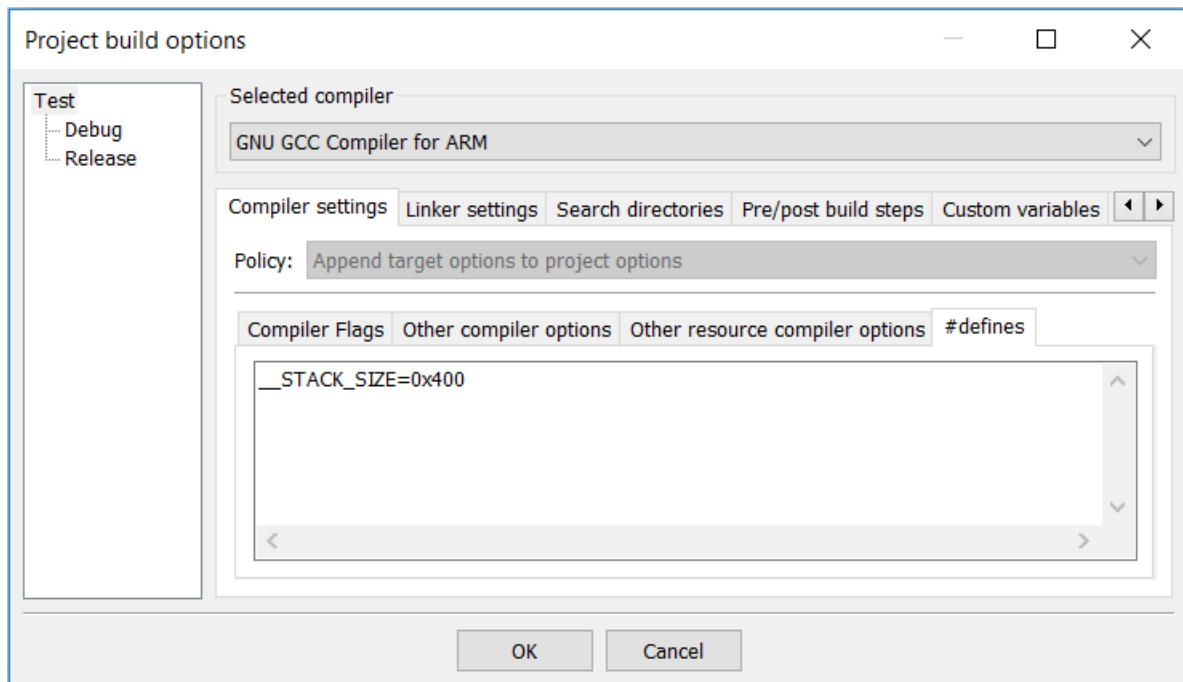 Project build options
Test
Debug
Release
Selected compiler
GNU GCC Compiler for ARM
Compiler settings Linker settings Search directories Pre/post build steps Custom variables
Policy: Append target options to project options
Compiler Flags Other compiler options Other resource compiler options #defines
__STACK_SIZE=0x400
OK Cancel